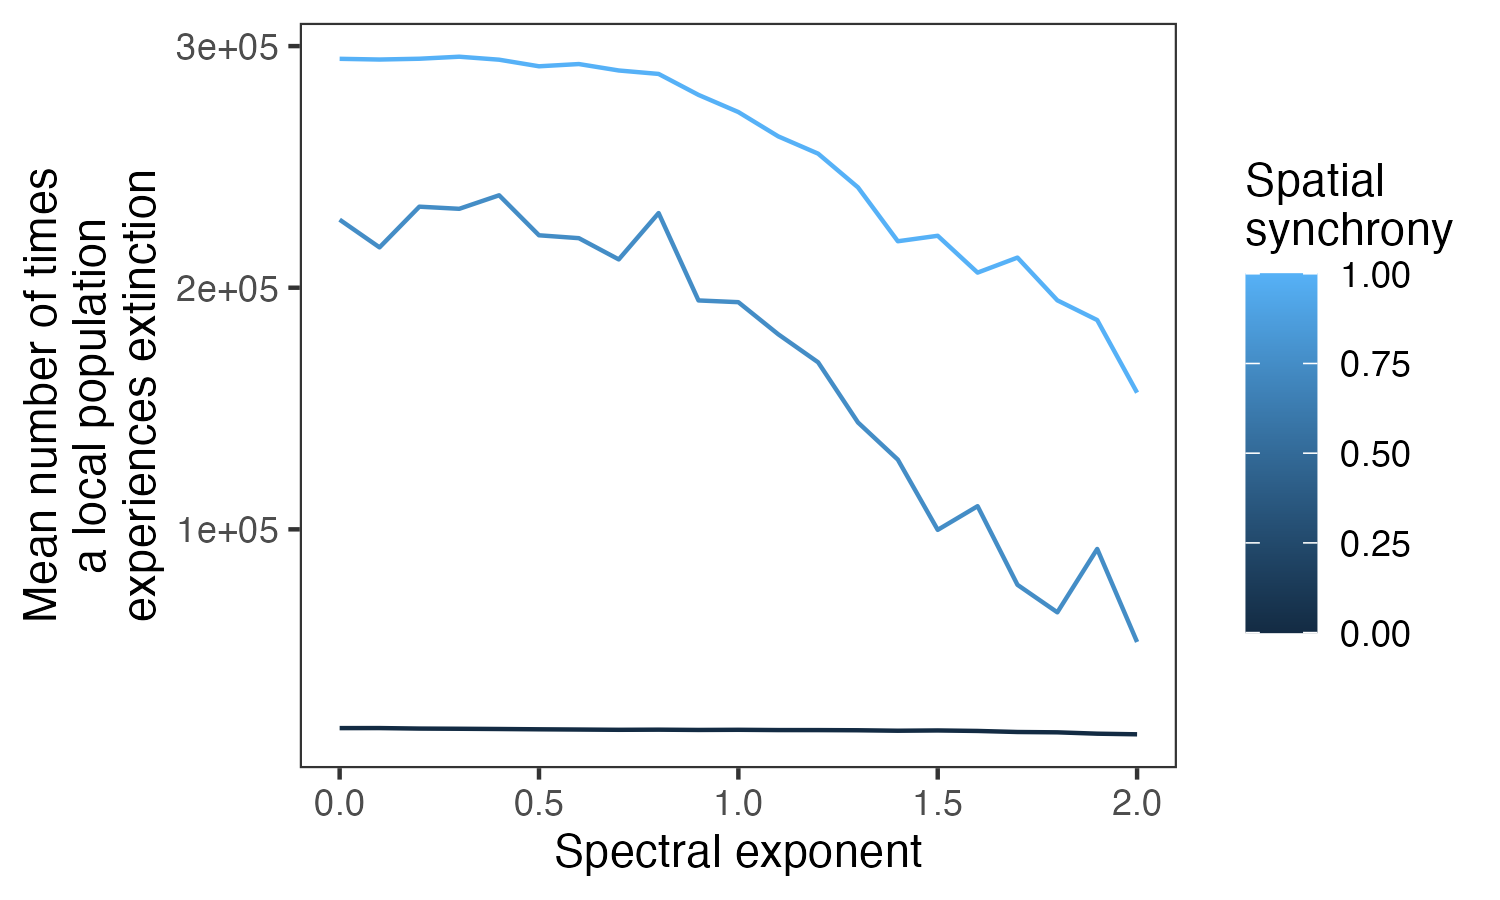 Mean number of times
a local population
experiences extinction
3e+05
2e+05
1e+05
0.0
0.5
1.0
1.5
2.0
Spectral exponent
Spatial
synchrony
1.00
0.75
0.50
0.25
0.00